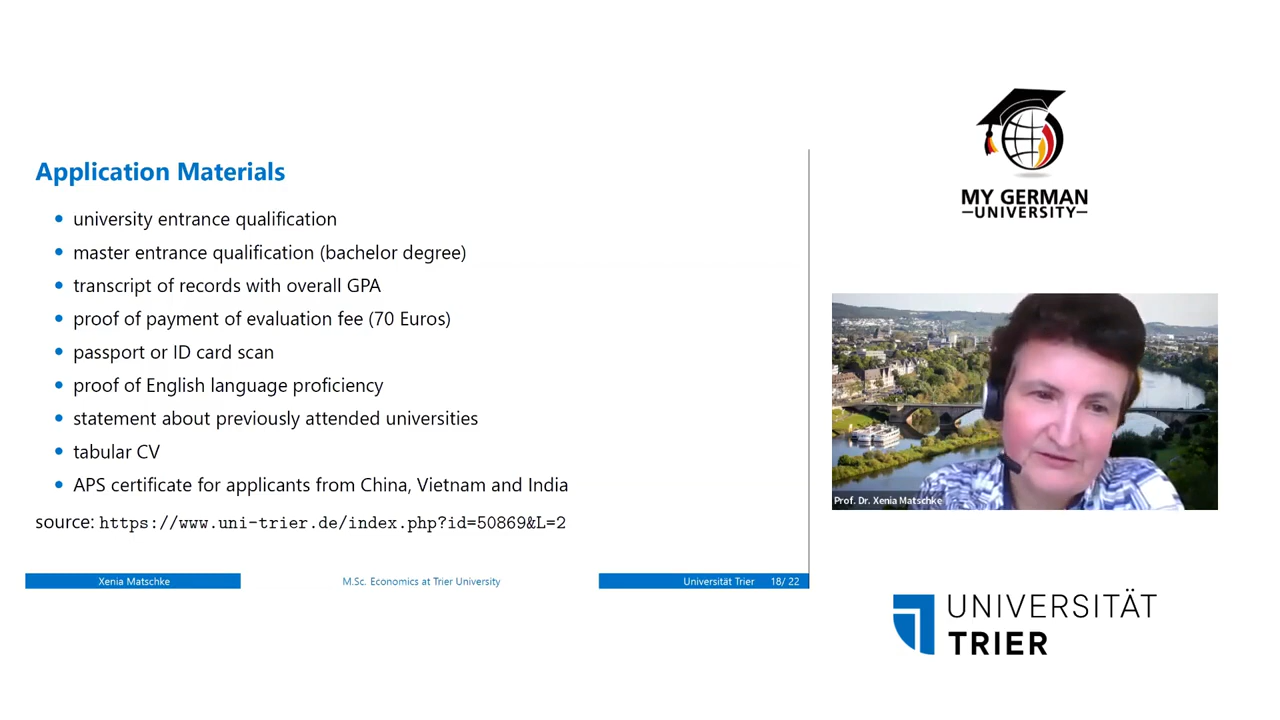 Application Materials
university entrance qualification
master entrance qualification (bachelor degree)
transcript of records with overall GPA
proof of payment of evaluation fee (70 Euros)
passport or ID card scan
proof of English language proficiency
statement about previously attended universities
tabular CV
APS certificate for applicants from China, Vietnam and India
source: https://www.uni-trier.de/index.php?id=50869&L=2
Xenia Matschke
M.Sc. Economics at Trier University
Universität Trier 18/ 22
MY GERMAN
UNIVERSITY
Prof. Dr. Xenia Matschke
UNIVERSITÄT
TRIER